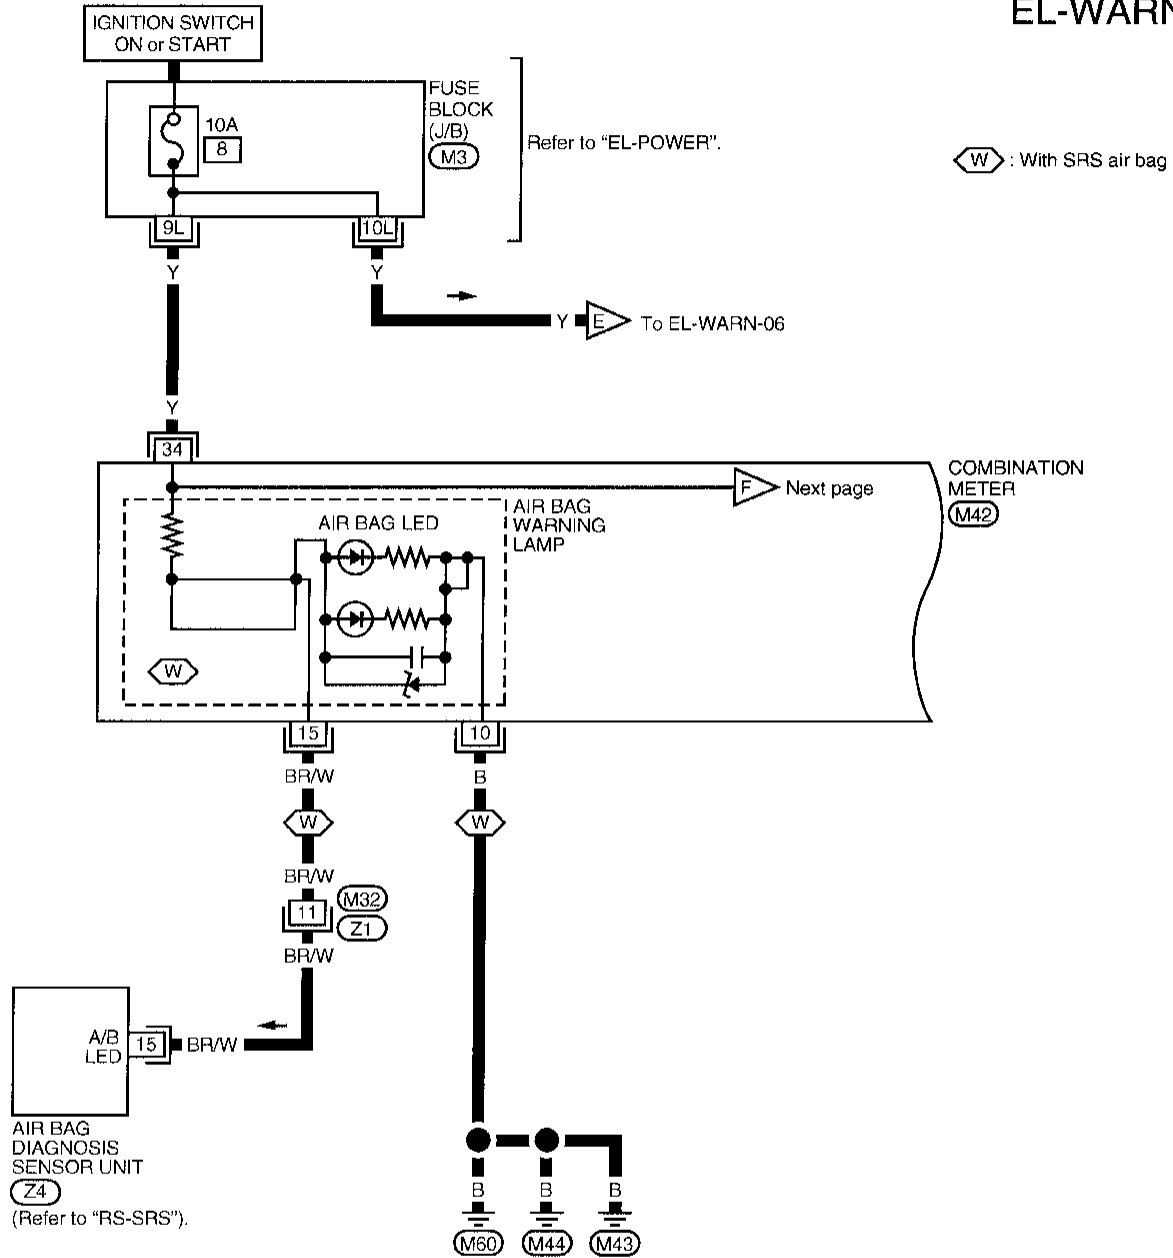 EL-WARN
IGNITION SWITCH
ON or START
FUSE
BLOCK
(J/B)
M3
10A
8
Refer to "EL-POWER".
W : With SRS air bag
9L
10L
Y
Y
Y
E
To EL-WARN-06
Y
34
COMBINATION
METER
M42
F
Next page
AIR BAG
WARNING
LAMP
AIR BAG LED
W
15
10
BR/W
B
W
W
BR/W
11
M32
Z1
BR/W
A/B
LED
15
BR/W
AIR BAG
DIAGNOSIS
SENSOR UNIT
Z4
(Refer to "RS-SRS").
B
B
B
M60
M44
M43